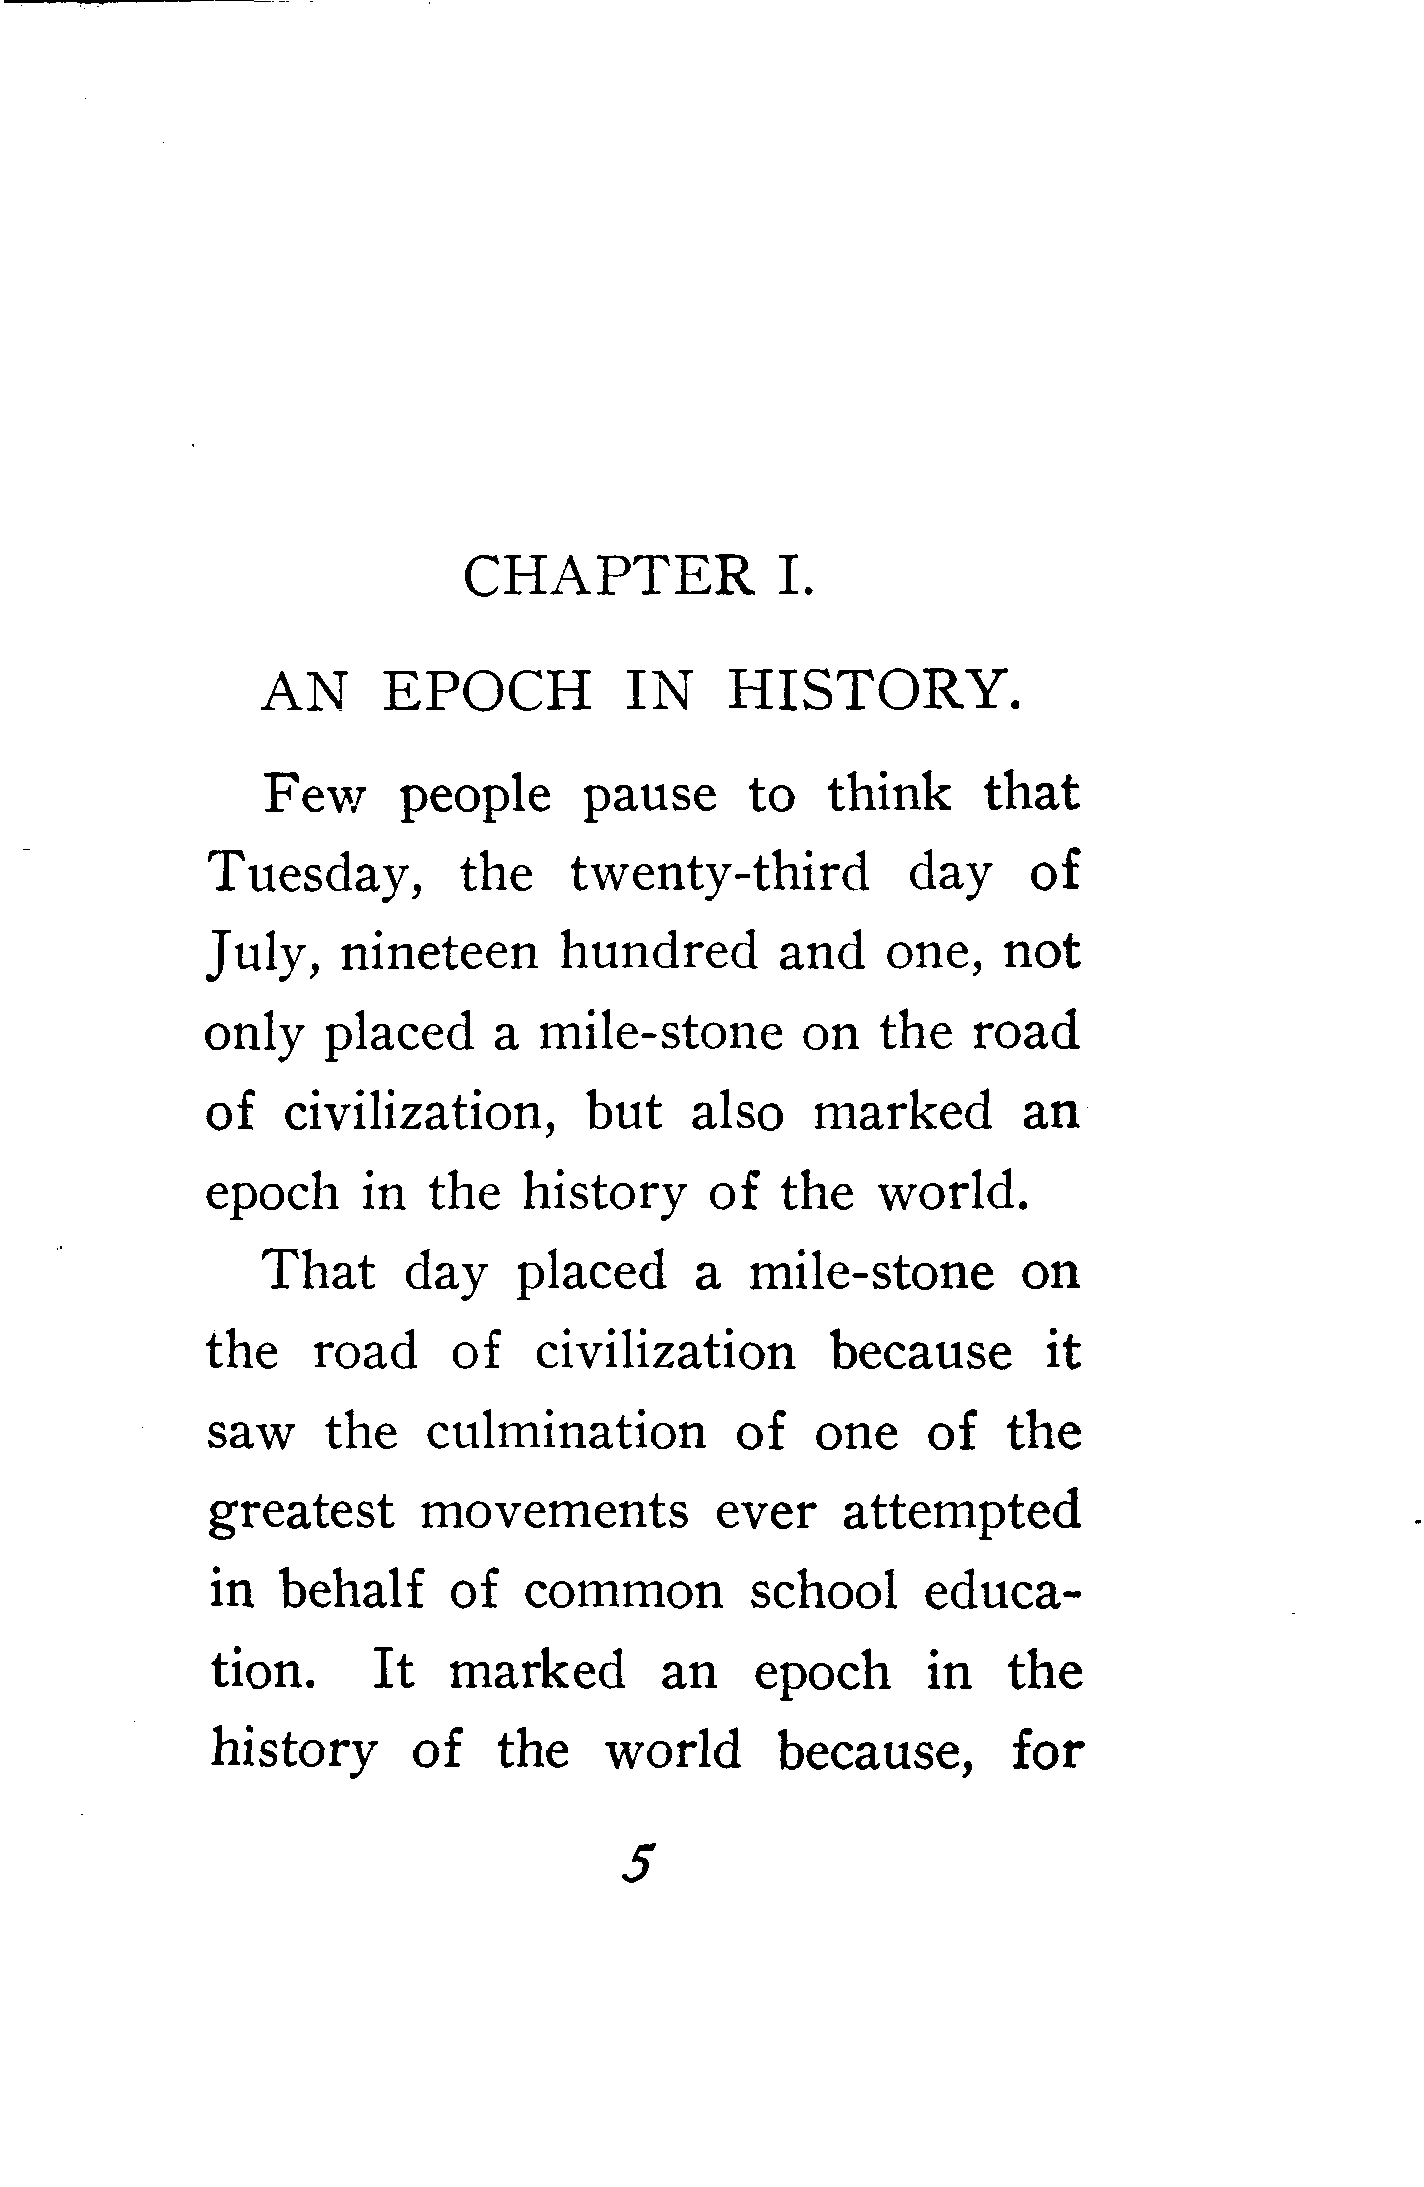 CHAPTER I.
AN EPOCH IN HISTORY.
Few people pause to think that
Tuesday, the twenty-third day of
July, nineteen hundred and one, not
only placed a mile-stone on the road
of civilization, but also marked an
epoch in the history of the world.
That day placed a mile-stone on
the road of civilization because it
saw the culmination of one of the
greatest movements ever attempted
in behalf of common school educa-
tion. It marked an epoch in the
history of the world because, for
5